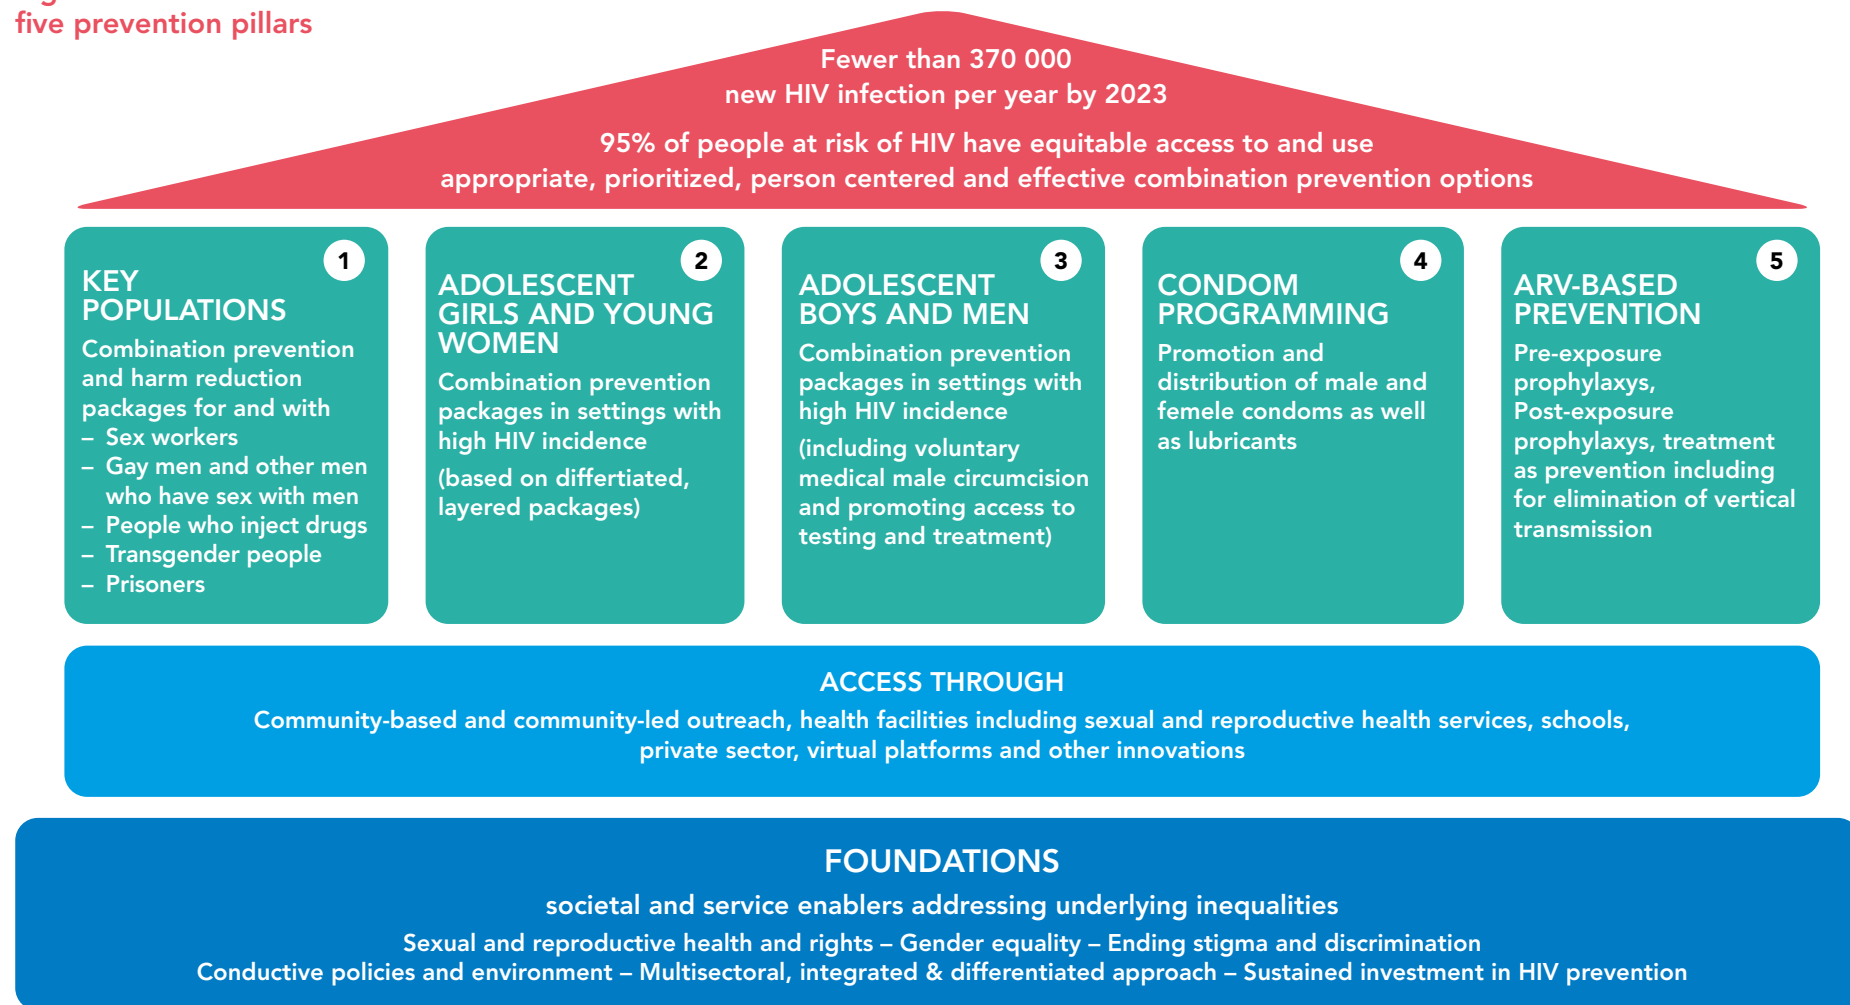 five prevention pillars
Fewer than 370 000
new HIV infection per year by 2023
95% of people at risk of HIV have equitable access to and use
appropriate, prioritized, person centered and effective combination prevention options
1
KEY
POPULATIONS
Combination prevention
and harm reduction
packages for and with
– Sex workers
– Gay men and other men
who have sex with men
– People who inject drugs
– Transgender people
– Prisoners
2
ADOLESCENT
GIRLS AND YOUNG
WOMEN
Combination prevention
packages in settings with
high HIV incidence
(based on differtiated,
layered packages)
3
ADOLESCENT
BOYS AND MEN
Combination prevention
packages in settings with
high HIV incidence
(including voluntary
medical male circumcision
and promoting access to
testing and treatment)
4
CONDOM
PROGRAMMING
Promotion and
distribution of male and
femele condoms as well
as lubricants
5
ARV-BASED
PREVENTION
Pre-exposure
prophylaxys,
Post-exposure
prophylaxys, treatment
as prevention including
for elimination of vertical
transmission
ACCESS THROUGH
Community-based and community-led outreach, health facilities including sexual and reproductive health services, schools,
private sector, virtual platforms and other innovations
FOUNDATIONS
societal and service enablers addressing underlying inequalities
Sexual and reproductive health and rights – Gender equality – Ending stigma and discrimination
Conductive policies and environment – Multisectoral, integrated & differentiated approach – Sustained investment in HIV prevention